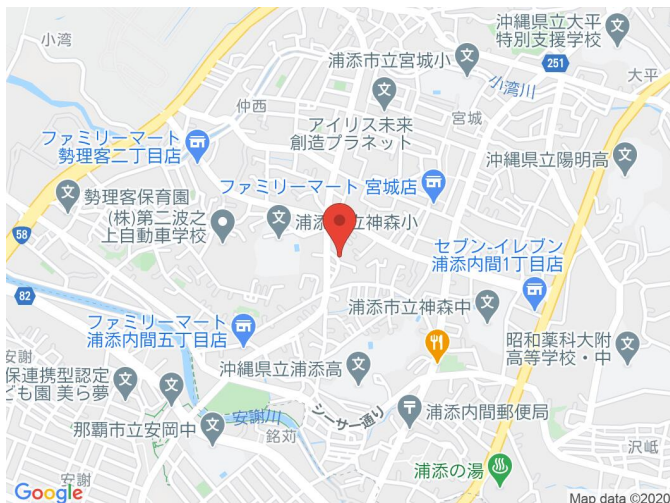 沖縄県立大平
特別支援学校
小湾
浦添市立宮城小
251
大平
小湾川
仲西
アイリス未来
創造プラネット
宮城
ファミリーマート
勢理客二丁目店
沖縄県立陽明高
ファミリーマート 宮城店
勢理客保育園
(株)第二波之
上自動車学校
浦添
立神森小
58
セブン-イレブン
浦添内間1丁目店
82
浦添市立神森中
ファミリーマート
浦添内間五丁目店
昭和薬科大附
高等学校・中
安謝
沖縄県立浦添高
保連携型認定
ども園 美ら夢
シーサー通り
安謝川
浦添内間郵便局
那覇市立安岡中
銘苅
沢岻
浦添の湯
安謝
Google
Map data ©2020